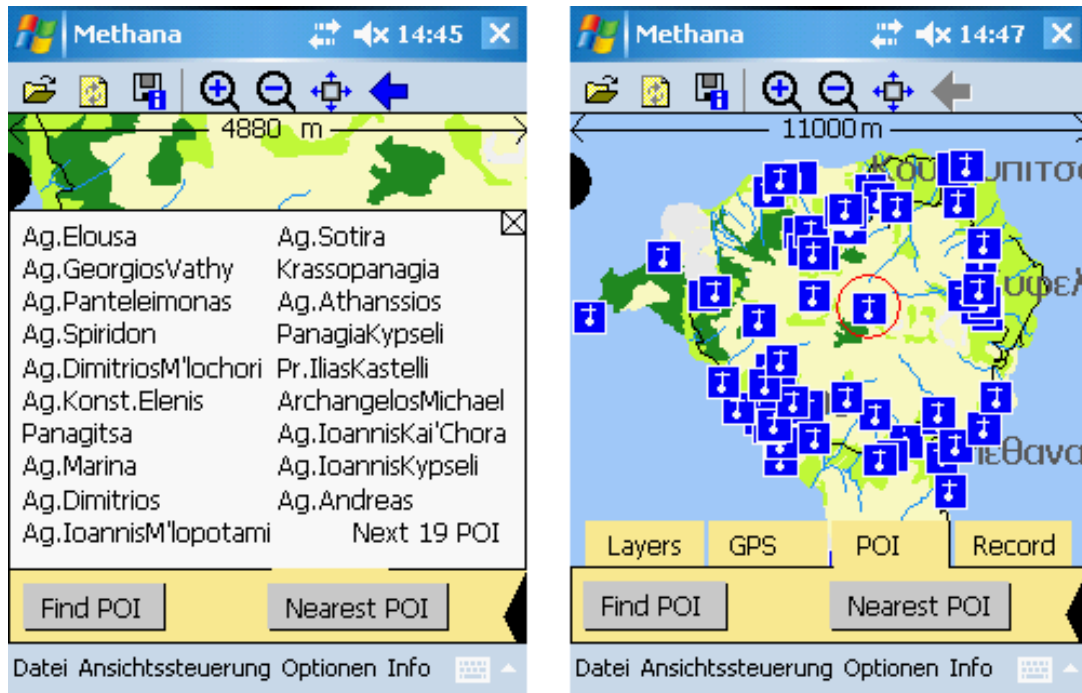 Methana 14:45
4880 m
Ag.Elousa Ag.Sotira
Ag.GeorgiosVathy Krassopanagia
Ag.Panteleimonas Ag.Athanssios
Ag.Spiridon PanagiaKypseli
Ag.DimitriosM'lochori Pr.IliasKastelli
Ag.Konst.Elenis ArchangelosMichael
Panagitsa Ag.IoannisKai'Chora
Ag.Marina Ag.IoannisKypseli
Ag.Dimitrios Ag.Andreas
Ag.IoannisM'lopotami Next 19 POI
Find POI Nearest POI
Datei Ansichtssteuerung Optionen Info
Methana 14:47
11000 m
Layers GPS POI Record
Find POI Nearest POI
Datei Ansichtssteuerung Optionen Info